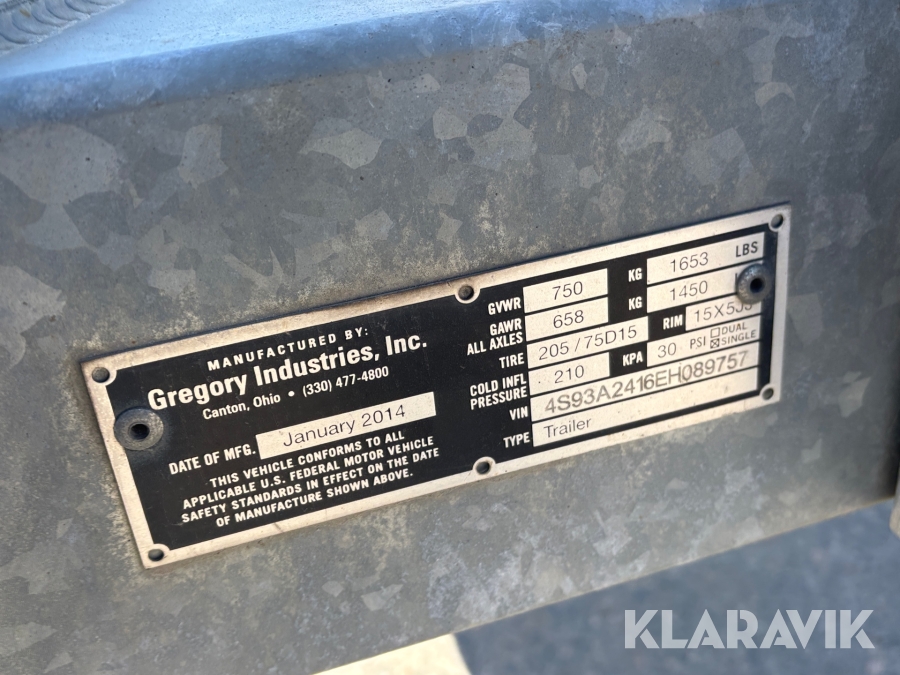 MANUFACTURED BY:
Gregory Industries, Inc.
Canton, Ohio • (330) 477-4800
DATE OF MFG. January 2014
THIS VEHICLE CONFORMS TO ALL
APPLICABLE U.S. FEDERAL MOTOR VEHICLE
SAFETY STANDARDS IN EFFECT ON THE DATE
OF MANUFACTURE SHOWN ABOVE.
GVWR 750 KG 1653 LBS
GAWR
ALL AXLES 658 KG 1450
TIRE 205/75D15 RIM 15X5JJ
COLD INFL
PRESSURE 210 KPA 30 PSI DUAL
SINGLE
VIN 4S93A2416EH089757
TYPE Trailer
KLARAVIK